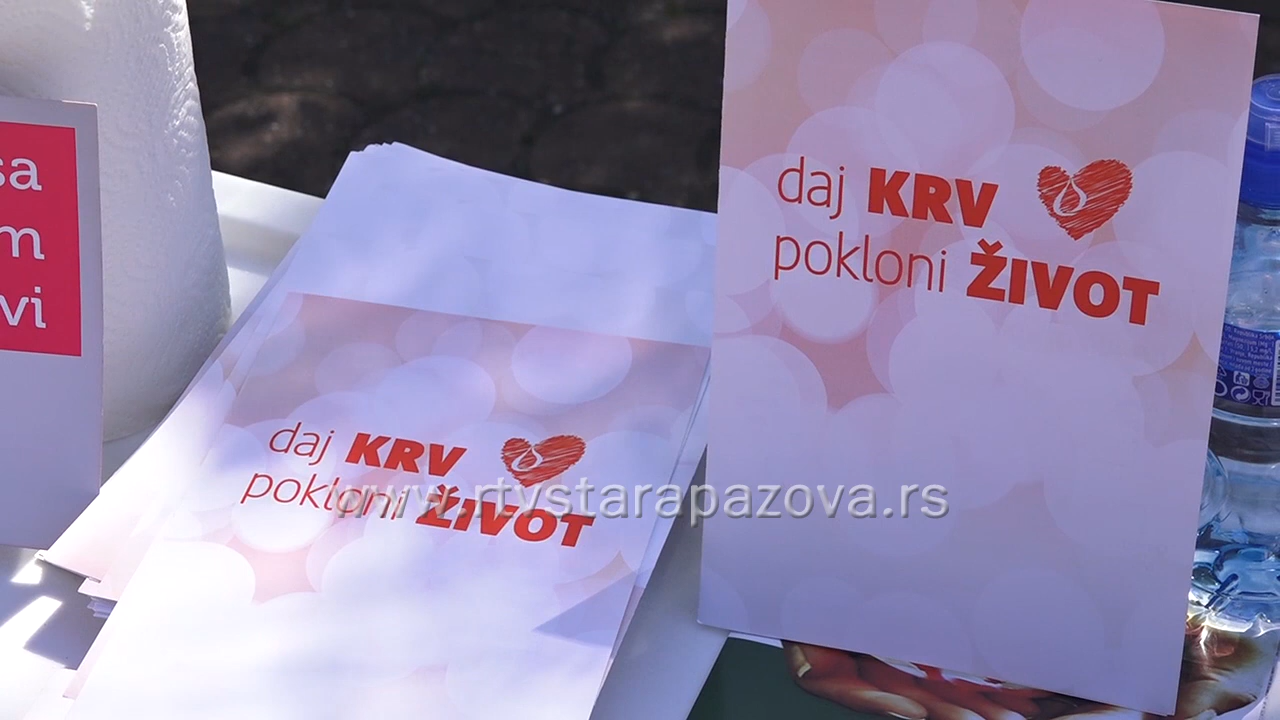 sa
m
vi
daj KRV
pokloni ŽIVOT
daj KRV
pokloni ŽIVOT
www.rtvstarapazova.rs